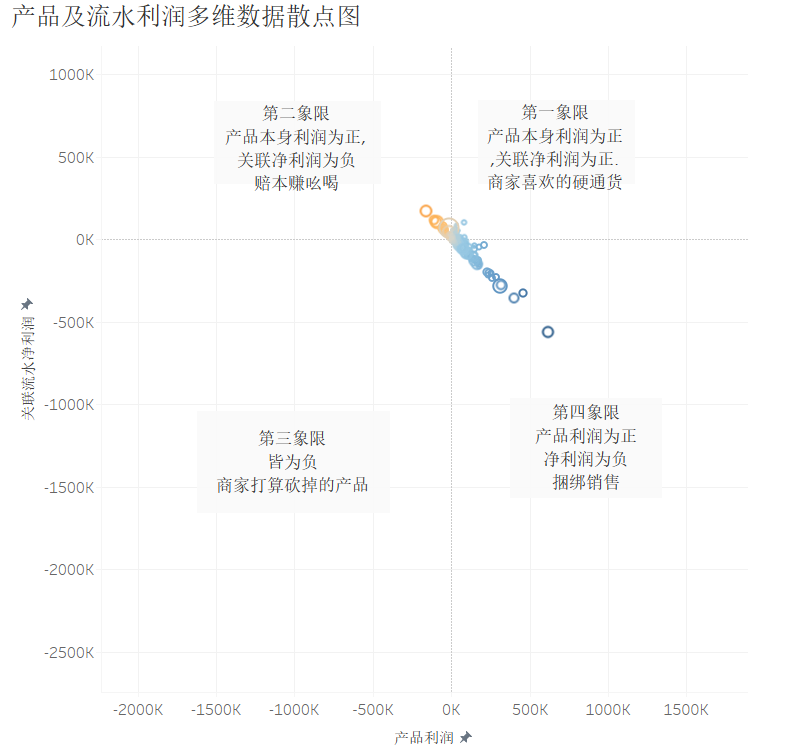 产品及流水利润多维数据散点图
第二象限
产品本身利润为正,
关联净利润为负
赔本赚吆喝
第一象限
产品本身利润为正
,关联净利润为正.
商家喜欢的硬通货
第三象限
皆为负
商家打算砍掉的产品
第四象限
产品利润为正
净利润为负
捆绑销售
关联流水净利润
1000K
500K
0K
-500K
-1000K
-1500K
-2000K
-2500K
-2000K
-1500K
-1000K
-500K
0K
500K
1000K
1500K
产品利润